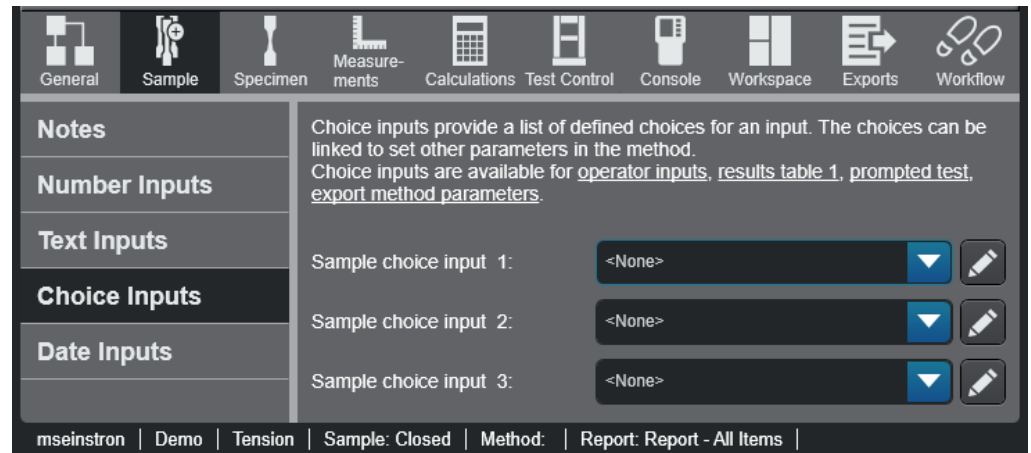 General
Sample
Specimen
Measure-
ments
Calculations
Test Control
Console
Workspace
Exports
Workflow
Notes
Number Inputs
Text Inputs
Choice Inputs
Date Inputs
Choice inputs provide a list of defined choices for an input. The choices can be
linked to set other parameters in the method.
Choice inputs are available for operator inputs, results table 1, prompted test,
export method parameters.
Sample choice input 1: <None>
Sample choice input 2: <None>
Sample choice input 3: <None>
mseinstron | Demo | Tension | Sample: Closed | Method: | Report: Report - All Items |